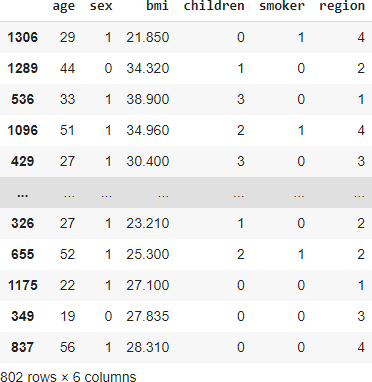 age sex bmi children smoker region
1306 29 1 21.850 0 1 4
1289 44 0 34.320 1 0 2
536 33 1 38.900 3 0 1
1096 51 1 34.960 2 1 4
429 27 1 30.400 3 0 3
... ... ... ... ... ... ...
326 27 1 23.210 1 0 2
655 52 1 25.300 2 1 2
1175 22 1 27.100 0 0 1
349 19 0 27.835 0 0 3
837 56 1 28.310 0 0 4
802 rows × 6 columns